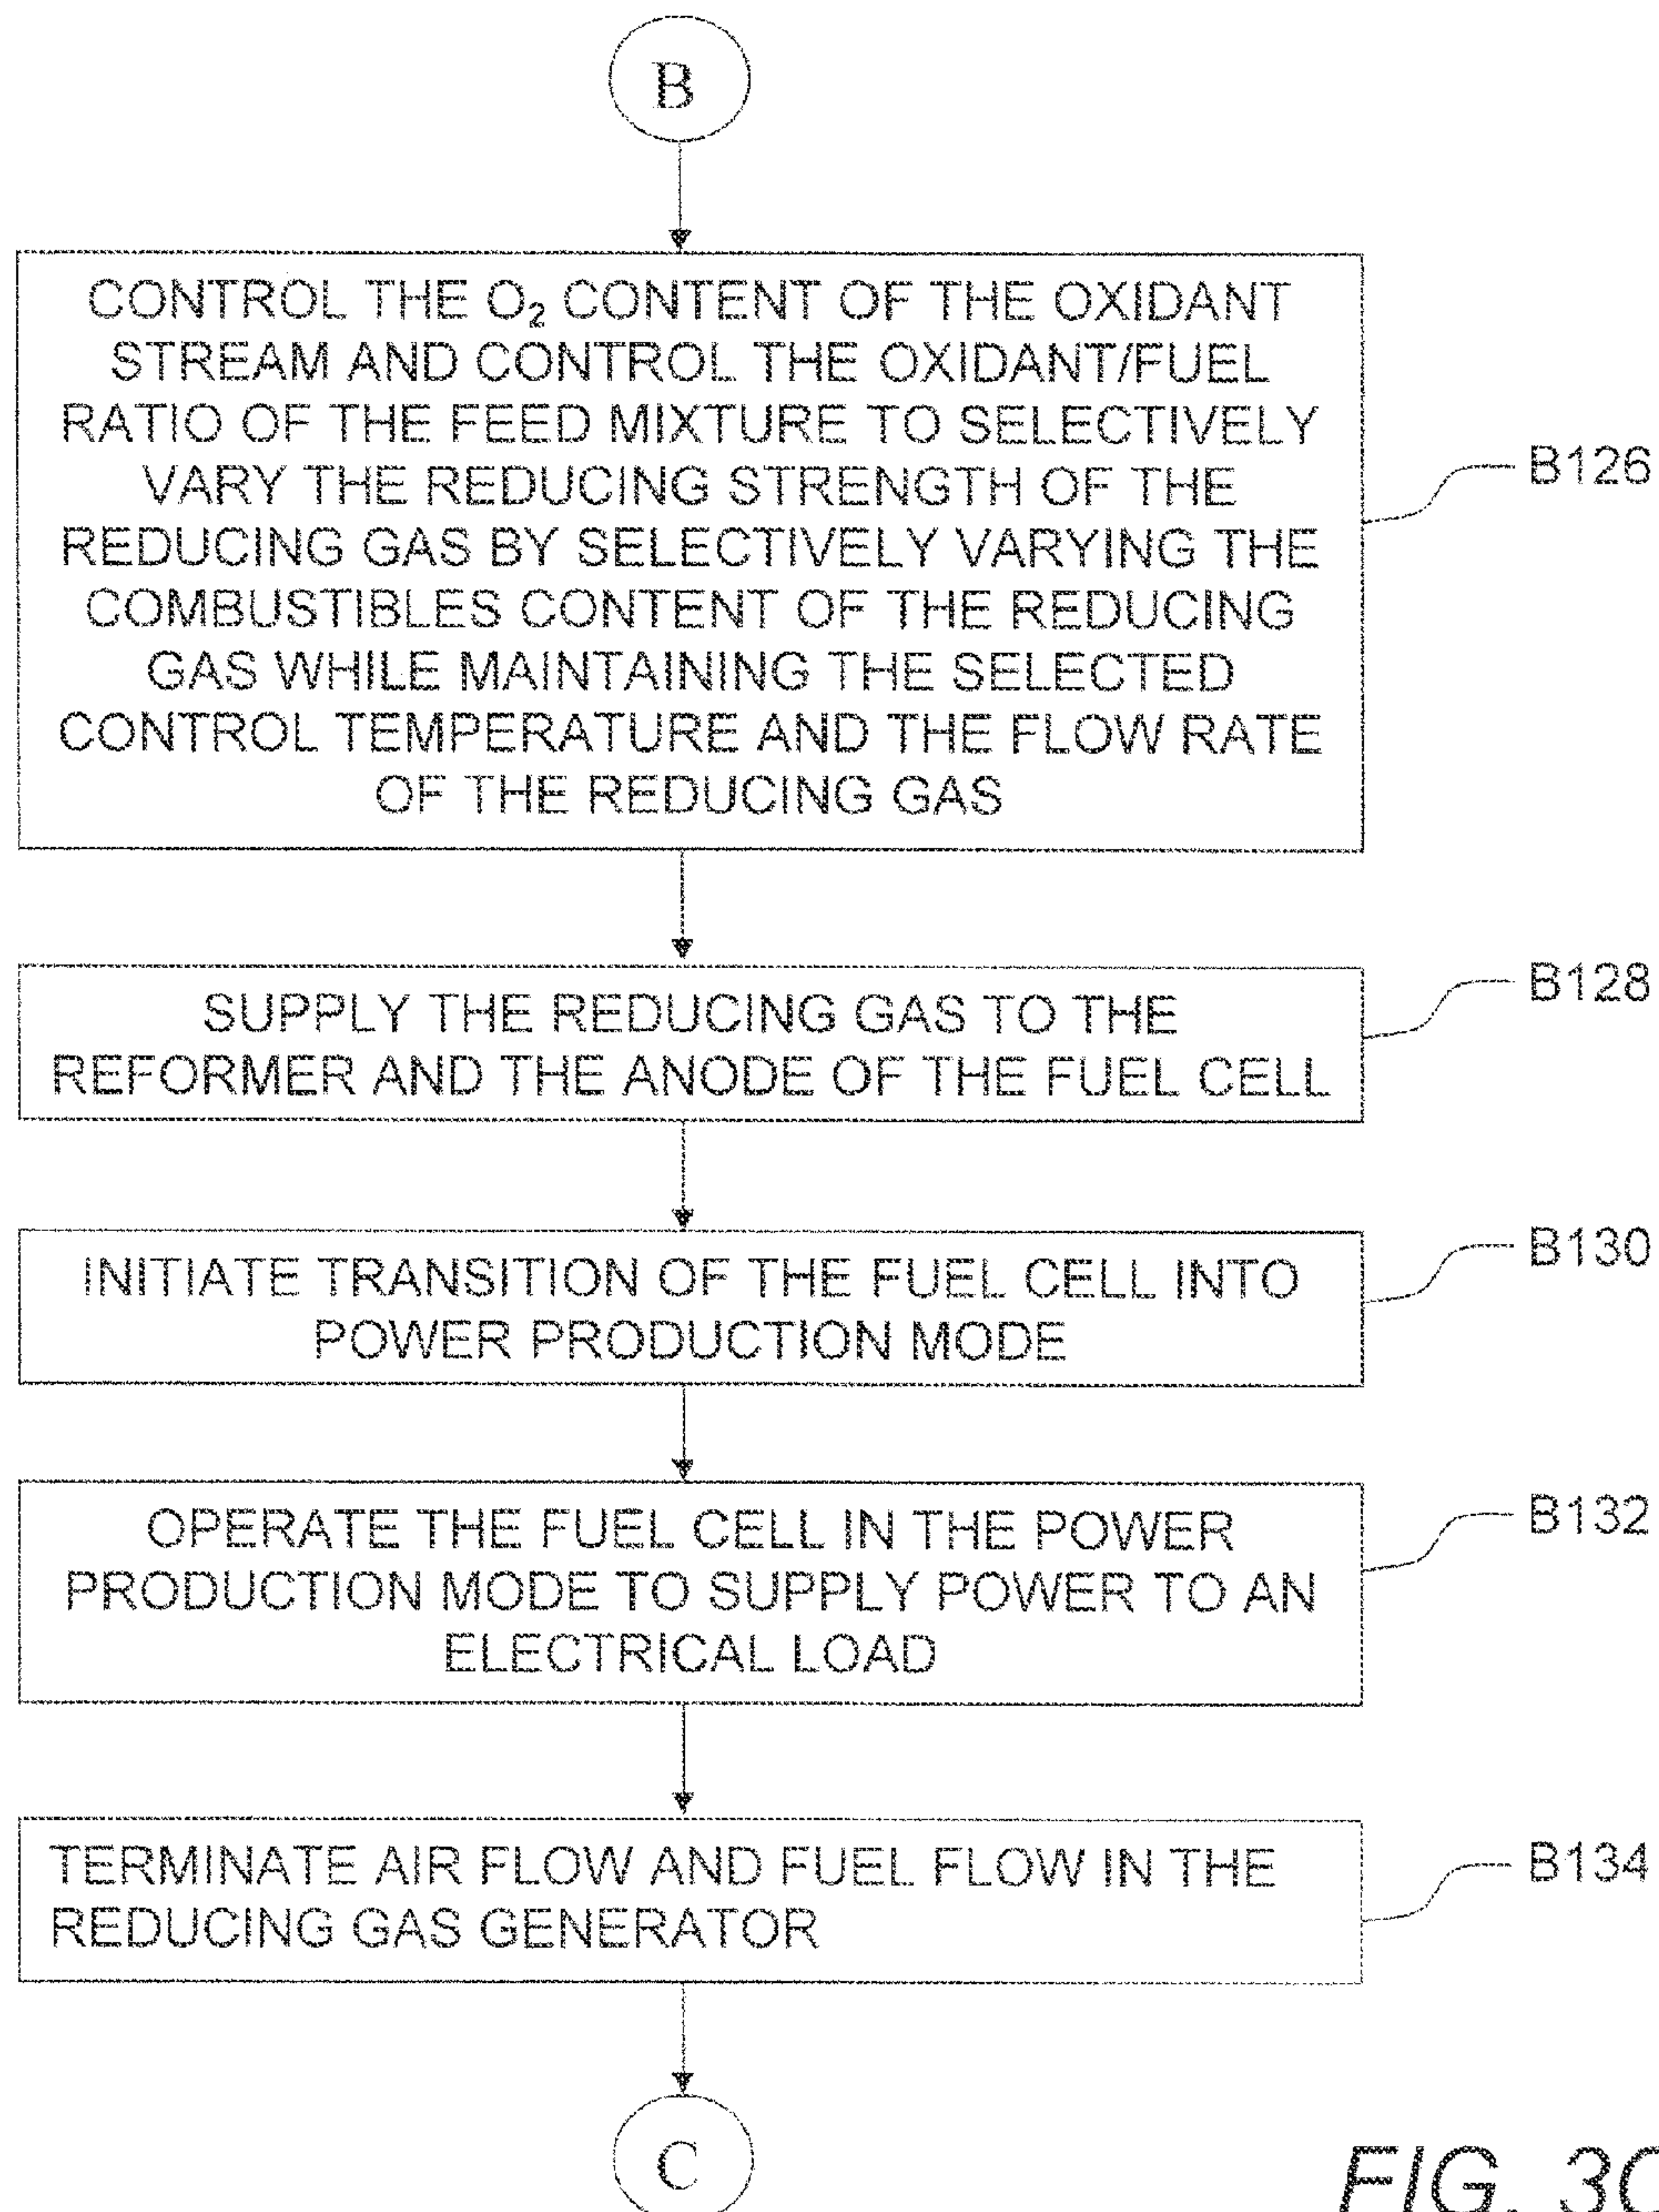 B
CONTROL THE O₂ CONTENT OF THE OXIDANT
STREAM AND CONTROL THE OXIDANT/FUEL
RATIO OF THE FEED MIXTURE TO SELECTIVELY
VARY THE REDUCING STRENGTH OF THE
REDUCING GAS BY SELECTIVELY VARYING THE
COMBUSTIBLES CONTENT OF THE REDUCING
GAS WHILE MAINTAINING THE SELECTED
CONTROL TEMPERATURE AND THE FLOW RATE
OF THE REDUCING GAS
B126
SUPPLY THE REDUCING GAS TO THE
REFORMER AND THE ANODE OF THE FUEL CELL
B128
INITIATE TRANSITION OF THE FUEL CELL INTO
POWER PRODUCTION MODE
B130
OPERATE THE FUEL CELL IN THE POWER
PRODUCTION MODE TO SUPPLY POWER TO AN
ELECTRICAL LOAD
B132
TERMINATE AIR FLOW AND FUEL FLOW IN THE
REDUCING GAS GENERATOR
B134
C
FIG.